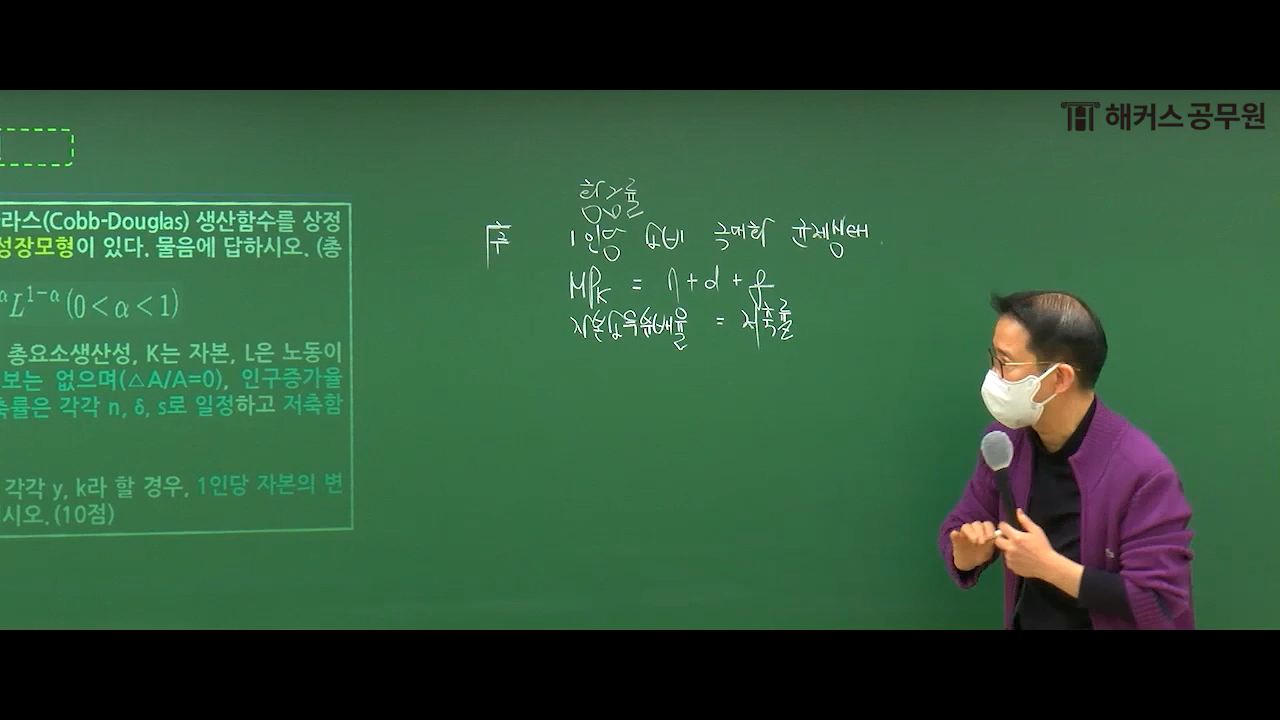 해커스공무원
라스(Cobb-Douglas) 생산함수를 상정
성장모형이 있다. 물음에 답하시오. (총
α L^1-α (0 < α < 1)
총요소생산성, K는 자본, L은 노동이
보는 없으며(△A/A=0), 인구증가율
축률은 각각 n, δ, s로 일정하고 저축함
각각 y, k라 할 경우, 1인당 자본의 변
시오. (10점)
황금률
1인당 소비 극대화 균제상태.
MP_K = n + d + g
자본소득분배율 = 저축률